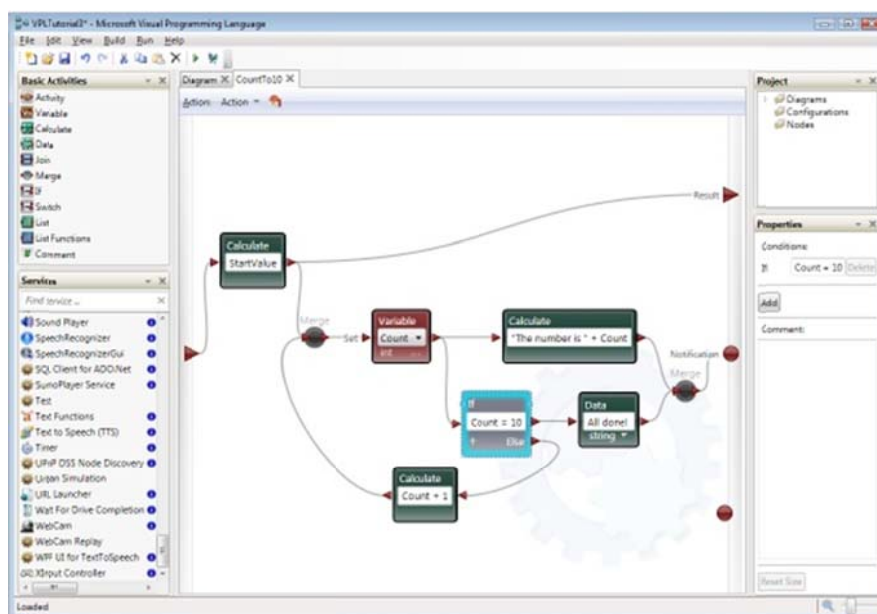 VPLTutorial3* - Microsoft Visual Programming Language
File Edit View Build Run Help
Basic Activities
Activity
Variable
Calculate
Data
Join
Merge
If
Switch
List
List Functions
Comment
Services
Find service ...
Sound Player
SpeechRecognizer
SpeechRecognizerGui
SQL Client for ADO.Net
SumoPlayer Service
Test
Text Functions
Text to Speech (TTS)
Timer
UPnP DSS Node Discovery
Urban Simulation
URL Launcher
Wait For Drive Completion
WebCam
WebCam Replay
WPF UI for TextToSpeech
XInput Controller
Diagram CountTo10
Action: Action
Result
Calculate
StartValue
Merge
Set
Variable
Count
int ...
Calculate
"The number is " + Count
Notification
Merge
If
Count = 10
+ Else
Data
All done!
string
Calculate
Count + 1
Project
Diagrams
Configurations
Nodes
Properties
Conditions:
If Count = 10 Delete
Add
Comment:
Reset Size
Loaded